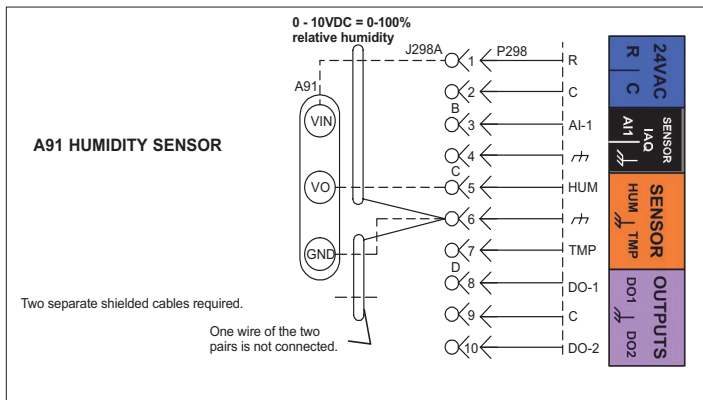 0 - 10VDC = 0-100%
relative humidity
J298A
P298
A91
A91 HUMIDITY SENSOR
VIN
VO
GND
1
R
2
C
B
3
AI-1
4
C
5
HUM
6
7
TMP
D
8
DO-1
9
C
10
DO-2
Two separate shielded cables required.
One wire of the two
pairs is not connected.
24VAC
R
C
SENSOR
IAQ
AI1
SENSOR
HUM
TMP
OUTPUTS
DO1
DO2